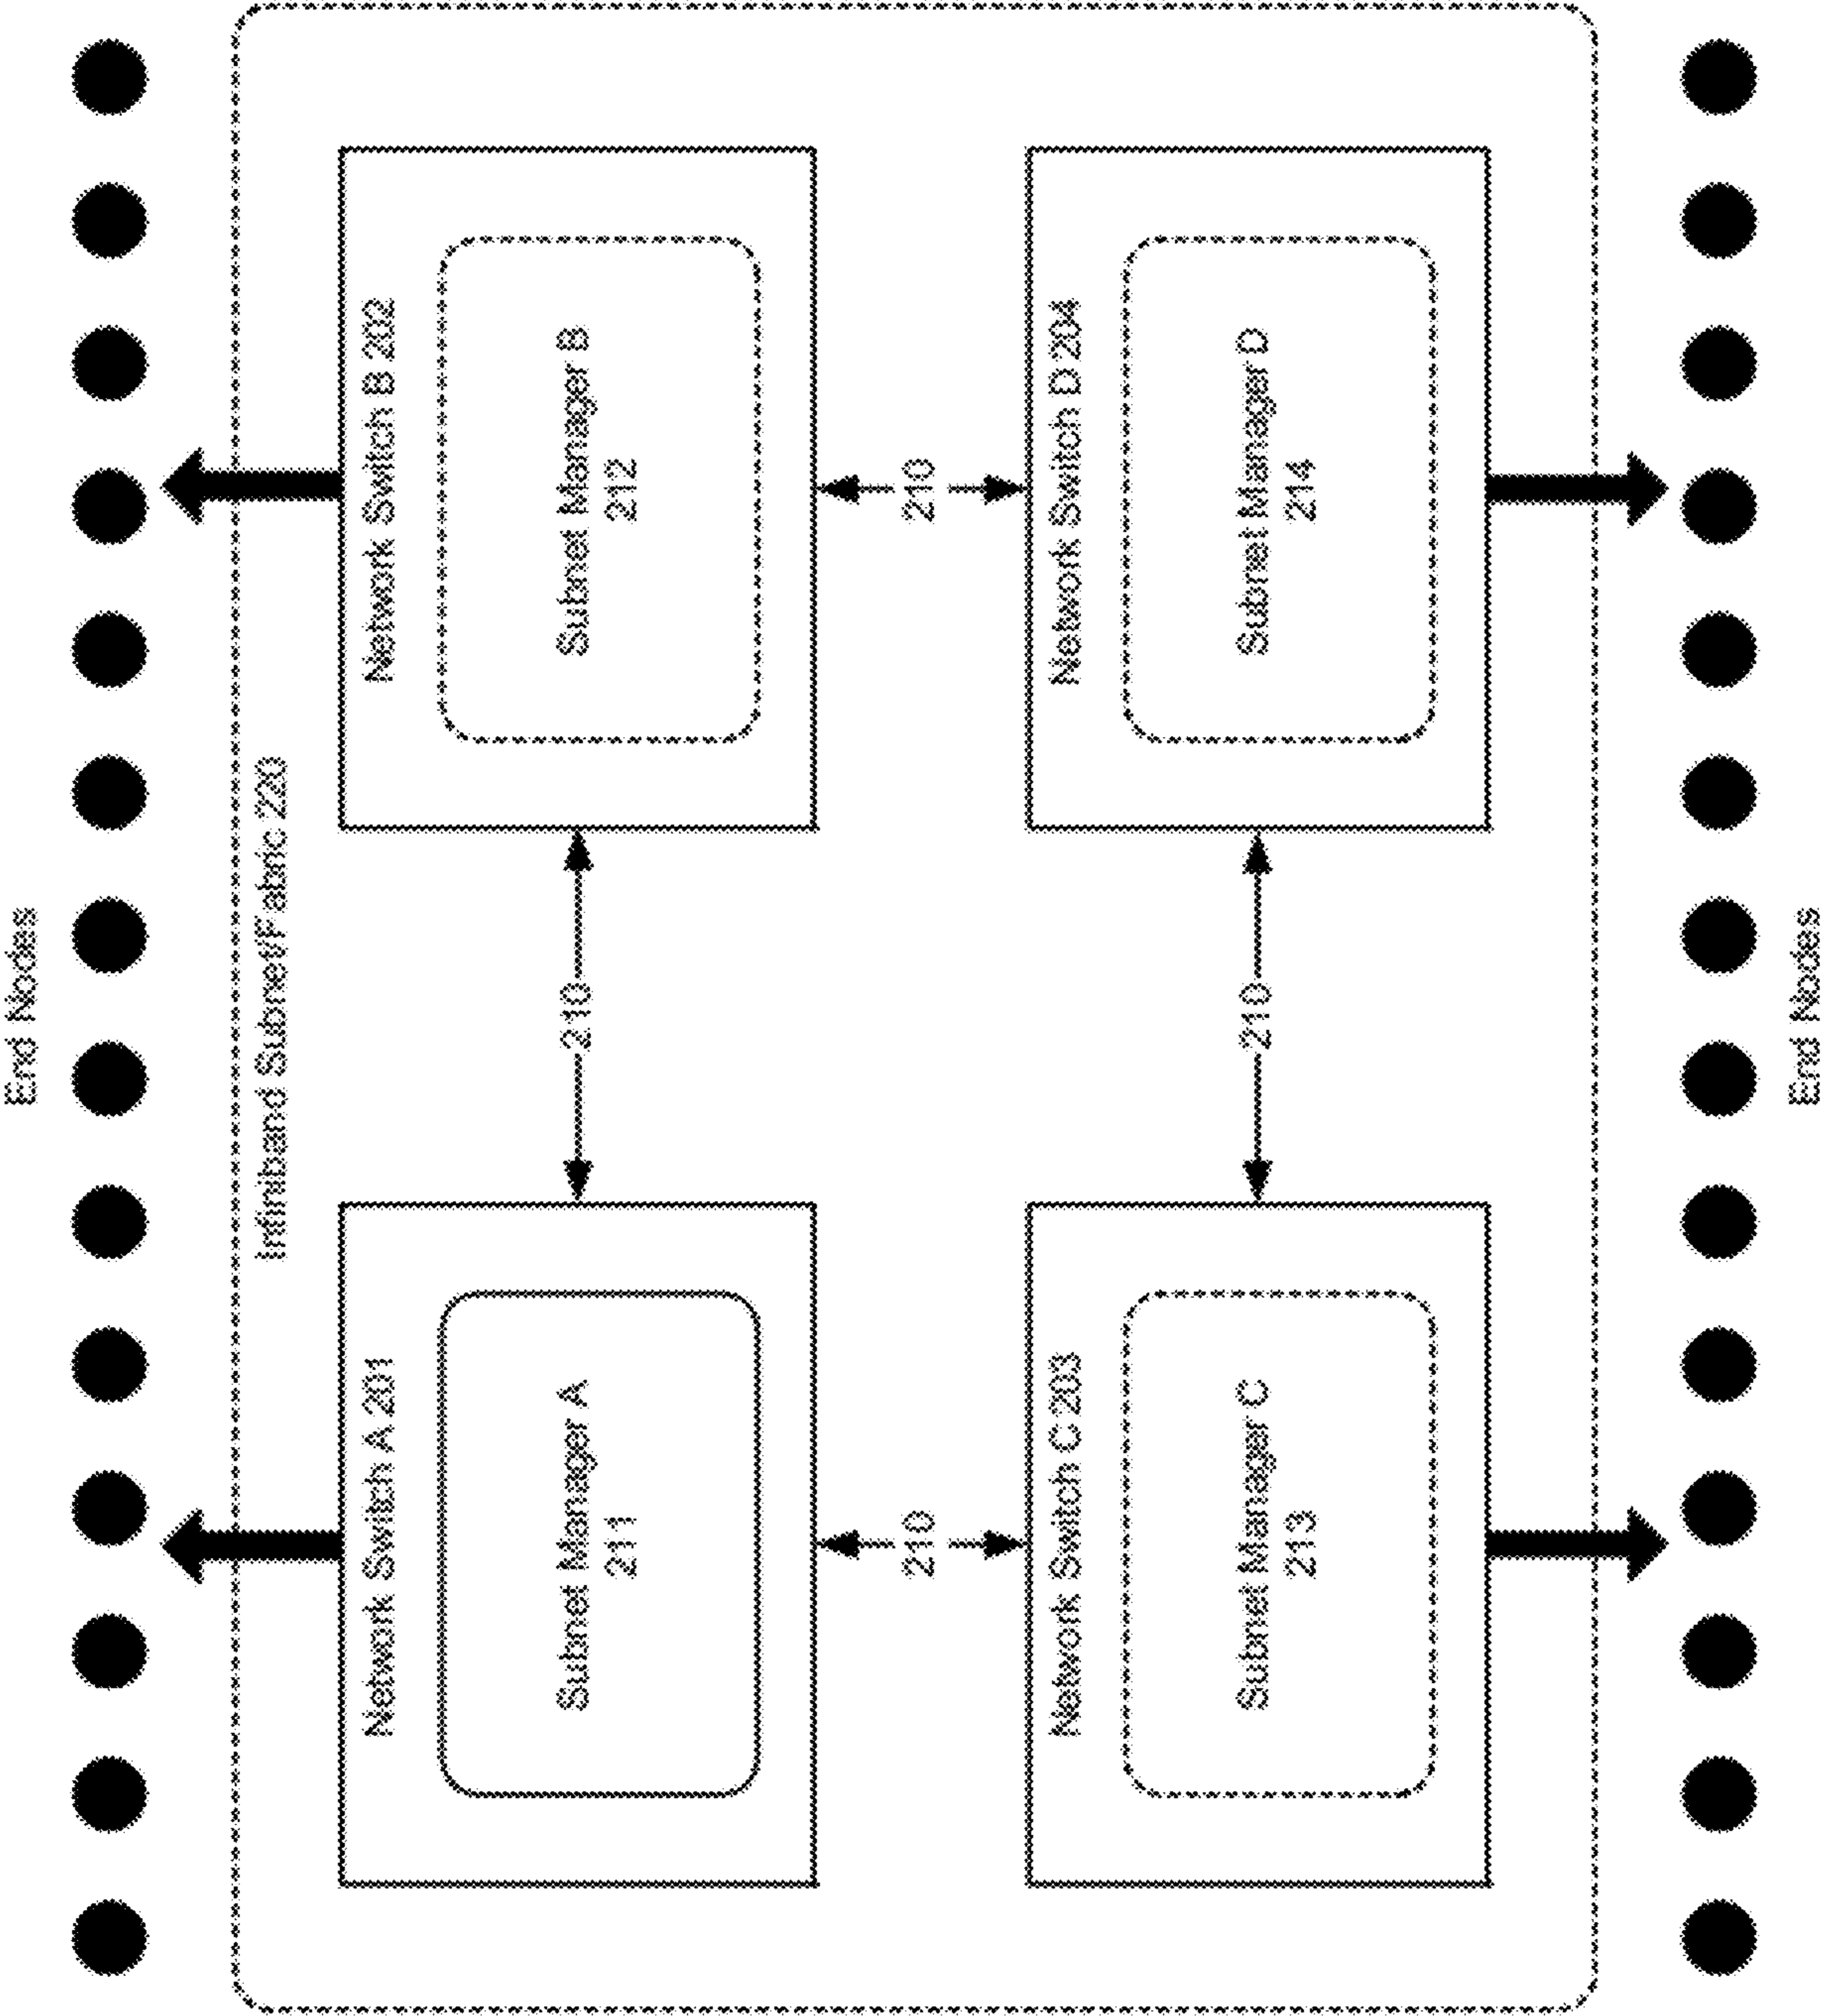 End Nodes
Infiniband Subnet/Fabric 220
Network Switch A 201
Subnet Manager A
211
210
Network Switch B 202
Subnet Manager B
212
210
210
Network Switch C 203
Subnet Manager C
213
210
Network Switch D 204
Subnet Manager D
214
End Nodes